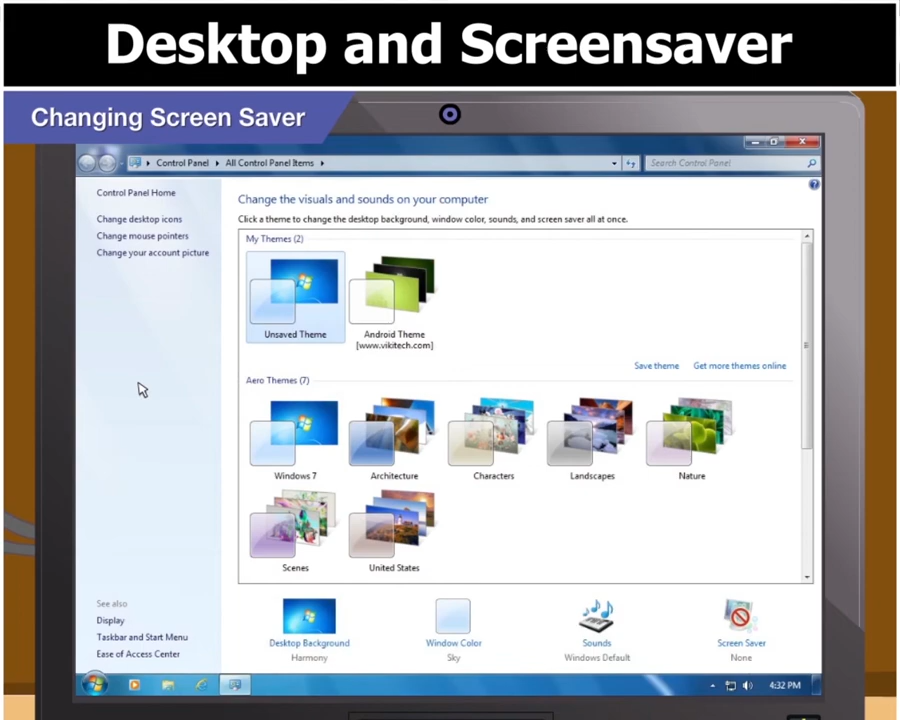 Desktop and Screensaver
Changing Screen Saver
Control Panel
All Control Panel Items
Search Control Panel
Control Panel Home
Change desktop icons
Change mouse pointers
Change your account picture
Change the visuals and sounds on your computer
Click a theme to change the desktop background, window color, sounds, and screen saver all at once.
My Themes (2)
Unsaved Theme
Android Theme
[www.vikitech.com]
Save theme
Get more themes online
Aero Themes (7)
Windows 7
Architecture
Characters
Landscapes
Nature
Scenes
United States
See also
Display
Taskbar and Start Menu
Ease of Access Center
Desktop Background
Harmony
Window Color
Sky
Sounds
Windows Default
Screen Saver
None
4:32 PM